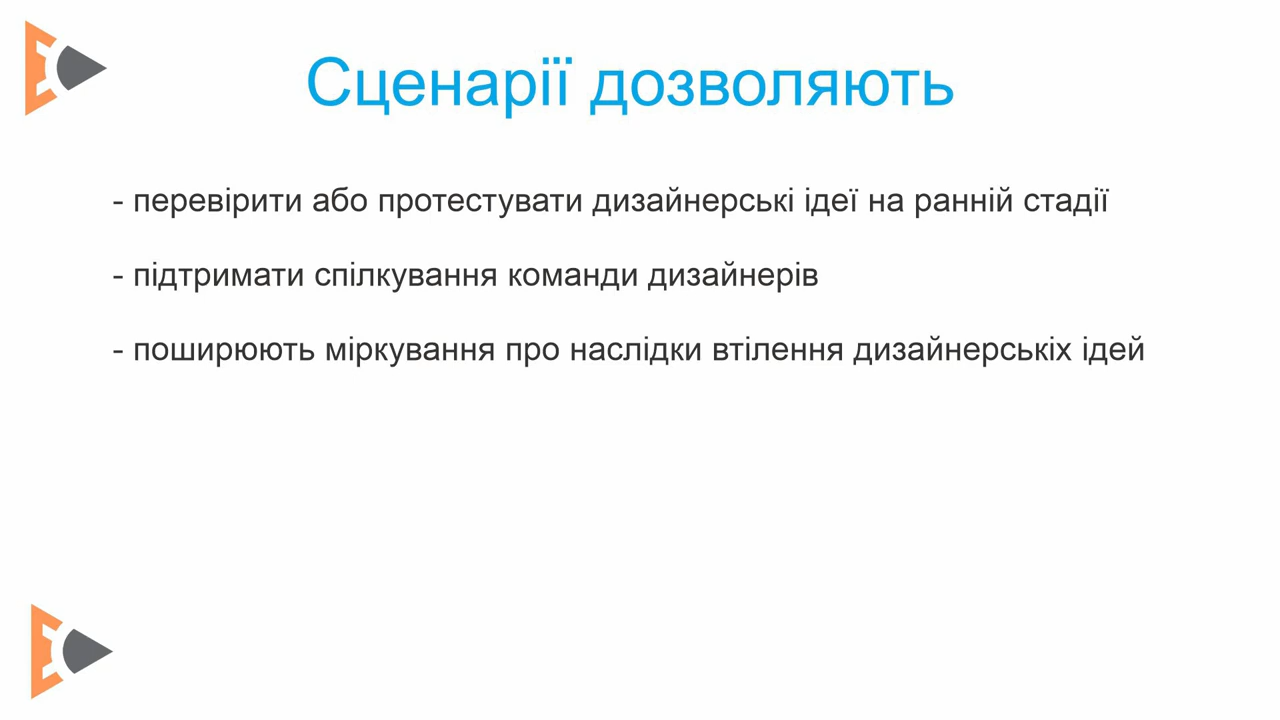 Сценарії дозволяють
- перевірити або протестувати дизайнерські ідеї на ранній стадії
- підтримати спілкування команди дизайнерів
- поширюють міркування про наслідки втілення дизайнерськіх ідей